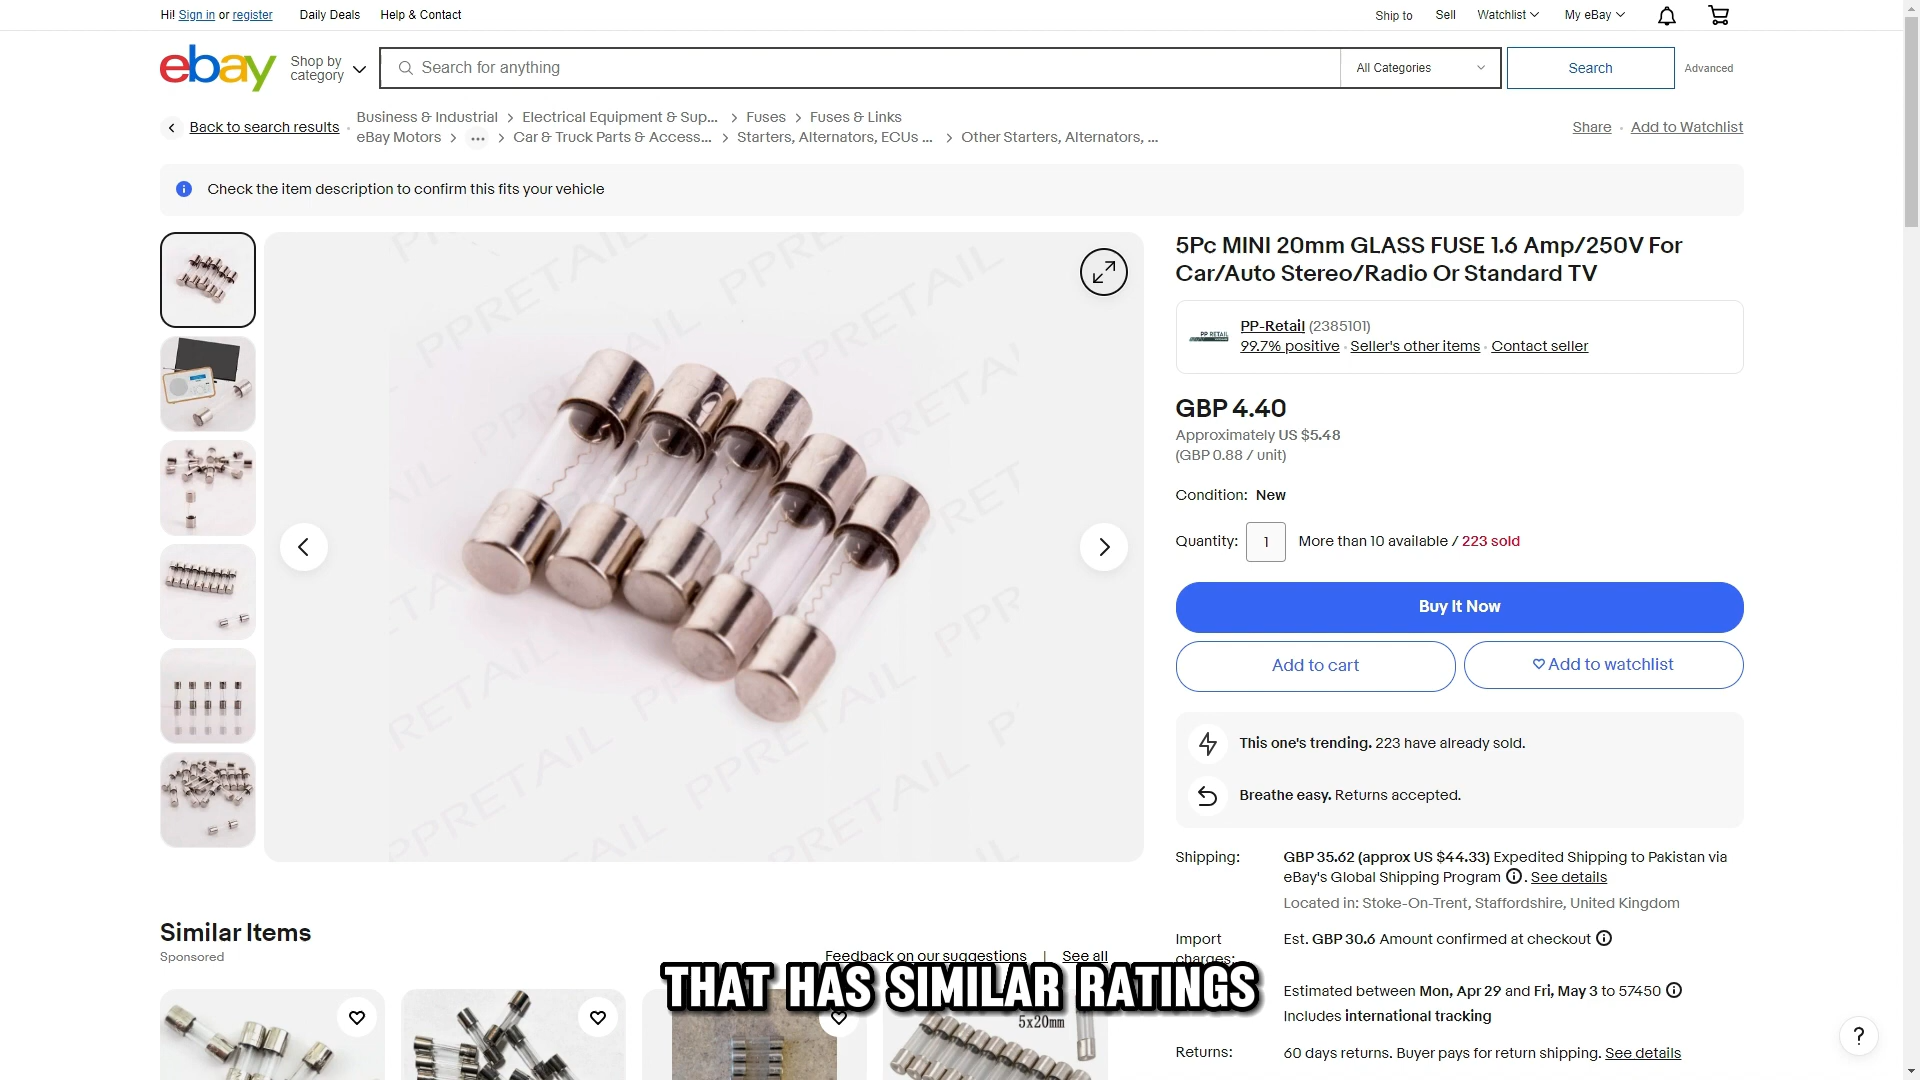 Hi! Sign in or register
Daily Deals
Help & Contact
Ship to
Sell
Watchlist
My eBay
ebay
Shop by category
Search for anything
All Categories
Search
Advanced
Back to search results
Business & Industrial > Electrical Equipment & Sup... > Fuses > Fuses & Links
eBay Motors > ... > Car & Truck Parts & Access... > Starters, Alternators, ECUs ... > Other Starters, Alternators, ...
Share
Add to Watchlist
Check the item description to confirm this fits your vehicle
PPRETAIL
5Pc MINI 20mm GLASS FUSE 1.6 Amp/250V For
Car/Auto Stereo/Radio Or Standard TV
PP RETAIL
PP-Retail (2385101)
99.7% positive · Seller's other items · Contact seller
GBP 4.40
Approximately US $5.48
(GBP 0.88 / unit)
Condition: New
Quantity: 1 More than 10 available / 223 sold
Buy It Now
Add to cart
Add to watchlist
This one's trending. 223 have already sold.
Breathe easy. Returns accepted.
Shipping: GBP 35.62 (approx US $44.33) Expedited Shipping to Pakistan via
eBay's Global Shipping Program. See details
Located in: Stoke-On-Trent, Staffordshire, United Kingdom
Import charges: Est. GBP 30.6 Amount confirmed at checkout
Estimated between Mon, Apr 29 and Fri, May 3 to 57450
Includes international tracking
Returns: 60 days returns. Buyer pays for return shipping. See details
Similar Items
Sponsored
Feedback on our suggestions | See all
THAT HAS SIMILAR RATINGS
5x20mm
?